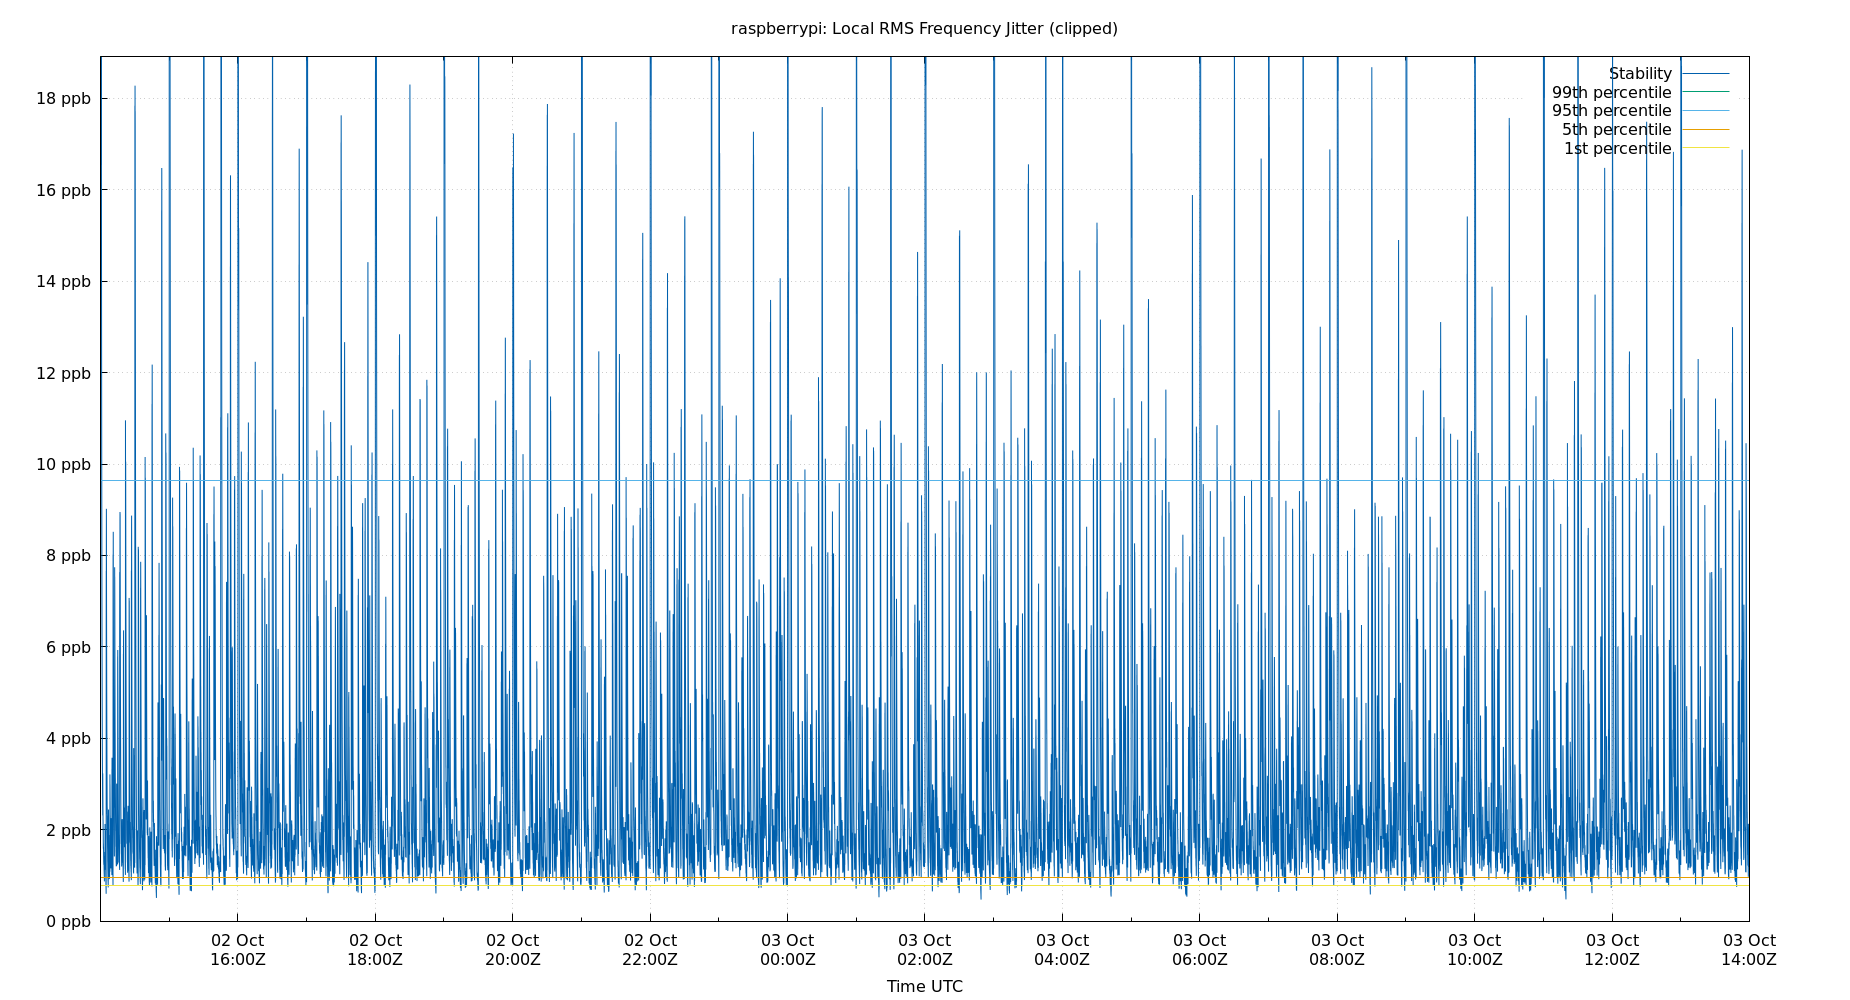 raspberrypi: Local RMS Frequency Jitter (clipped)
Stability
99th percentile
95th percentile
5th percentile
1st percentile
18 ppb
16 ppb
14 ppb
12 ppb
10 ppb
8 ppb
6 ppb
4 ppb
2 ppb
0 ppb
02 Oct 02 Oct 02 Oct 02 Oct 03 Oct 03 Oct 03 Oct 03 Oct 03 Oct 03 Oct 03 Oct 03 Oct
16:00Z 18:00Z 20:00Z 22:00Z 00:00Z 02:00Z 04:00Z 06:00Z 08:00Z 10:00Z 12:00Z 14:00Z
Time UTC